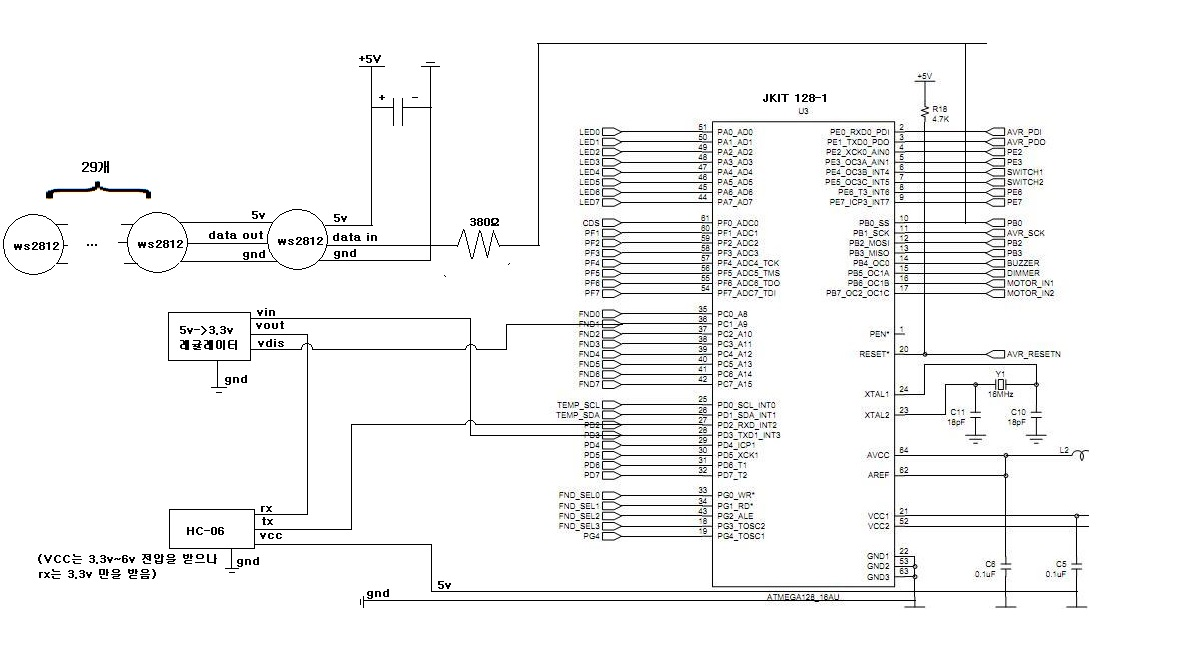 +5V
+ -
JKIT 128-1
U3
+5V
R18
4.7K
29개
ws2812
...
ws2812
ws2812
5v
data out
gnd
5v
data in
gnd
380Ω
LED0 51 PA0_AD0
LED1 50 PA1_AD1
LED2 49 PA2_AD2
LED3 48 PA3_AD3
LED4 47 PA4_AD4
LED5 46 PA5_AD5
LED6 45 PA6_AD6
LED7 44 PA7_AD7
CDS 61 PF0_ADC0
PF1 60 PF1_ADC1
PF2 59 PF2_ADC2
PF3 58 PF3_ADC3
PF4 57 PF4_ADC4_TCK
PF5 56 PF5_ADC5_TMS
PF6 55 PF6_ADC6_TDO
PF7 54 PF7_ADC7_TDI
FND0 35 PC0_A8
FND1 36 PC1_A9
FND2 37 PC2_A10
FND3 38 PC3_A11
FND4 39 PC4_A12
FND5 40 PC5_A13
FND6 41 PC6_A14
FND7 42 PC7_A15
TEMP_SCL 25 PD0_SCL_INT0
TEMP_SDA 26 PD1_SDA_INT1
PD2 27 PD2_RXD_INT2
PD3 28 PD3_TXD1_INT3
PD4 29 PD4_ICP1
PD5 30 PD5_XCK1
PD6 31 PD6_T1
PD7 32 PD7_T2
FND_SEL0 33 PG0_WR*
FND_SEL1 34 PG1_RD*
FND_SEL2 43 PG2_ALE
FND_SEL3 18 PG3_TOSC2
PG4 19 PG4_TOSC1
PE0_RXD0_PDI 2 AVR_PDI
PE1_TXD0_PDO 3 AVR_PDO
PE2_XCK0_AIN0 4 PE2
PE3_OC3A_AIN1 5 PE3
PE4_OC3B_INT4 6 SWITCH1
PE5_OC3C_INT5 7 SWITCH2
PE6_T3_INT6 8 PE6
PE7_ICP3_INT7 9 PE7
PB0_SS 10 PB0
PB1_SCK 11 AVR_SCK
PB2_MOSI 12 PB2
PB3_MISO 13 PB3
PB4_OC0 14 BUZZER
PB5_OC1A 15 DIMMER
PB6_OC1B 16 MOTOR_IN1
PB7_OC2_OC1C 17 MOTOR_IN2
PEN* 1
RESET* 20 AVR_RESETN
XTAL1 24
XTAL2 23
Y1
16MHz
C11
18pF
C10
18pF
AVCC 64
L2
AREF 62
VCC1 21
VCC2 52
GND1 22
GND2 53
GND3 63
C6
0.1uF
C5
0.1uF
ATMEGA128_16AU
5v->3.3v
레귤레이터
vin
vout
vdis
gnd
HC-06
rx
tx
vcc
gnd
(VCC는 3.3v~6v 전압을 받으나
rx는 3.3v 만을 받음)
5v
gnd